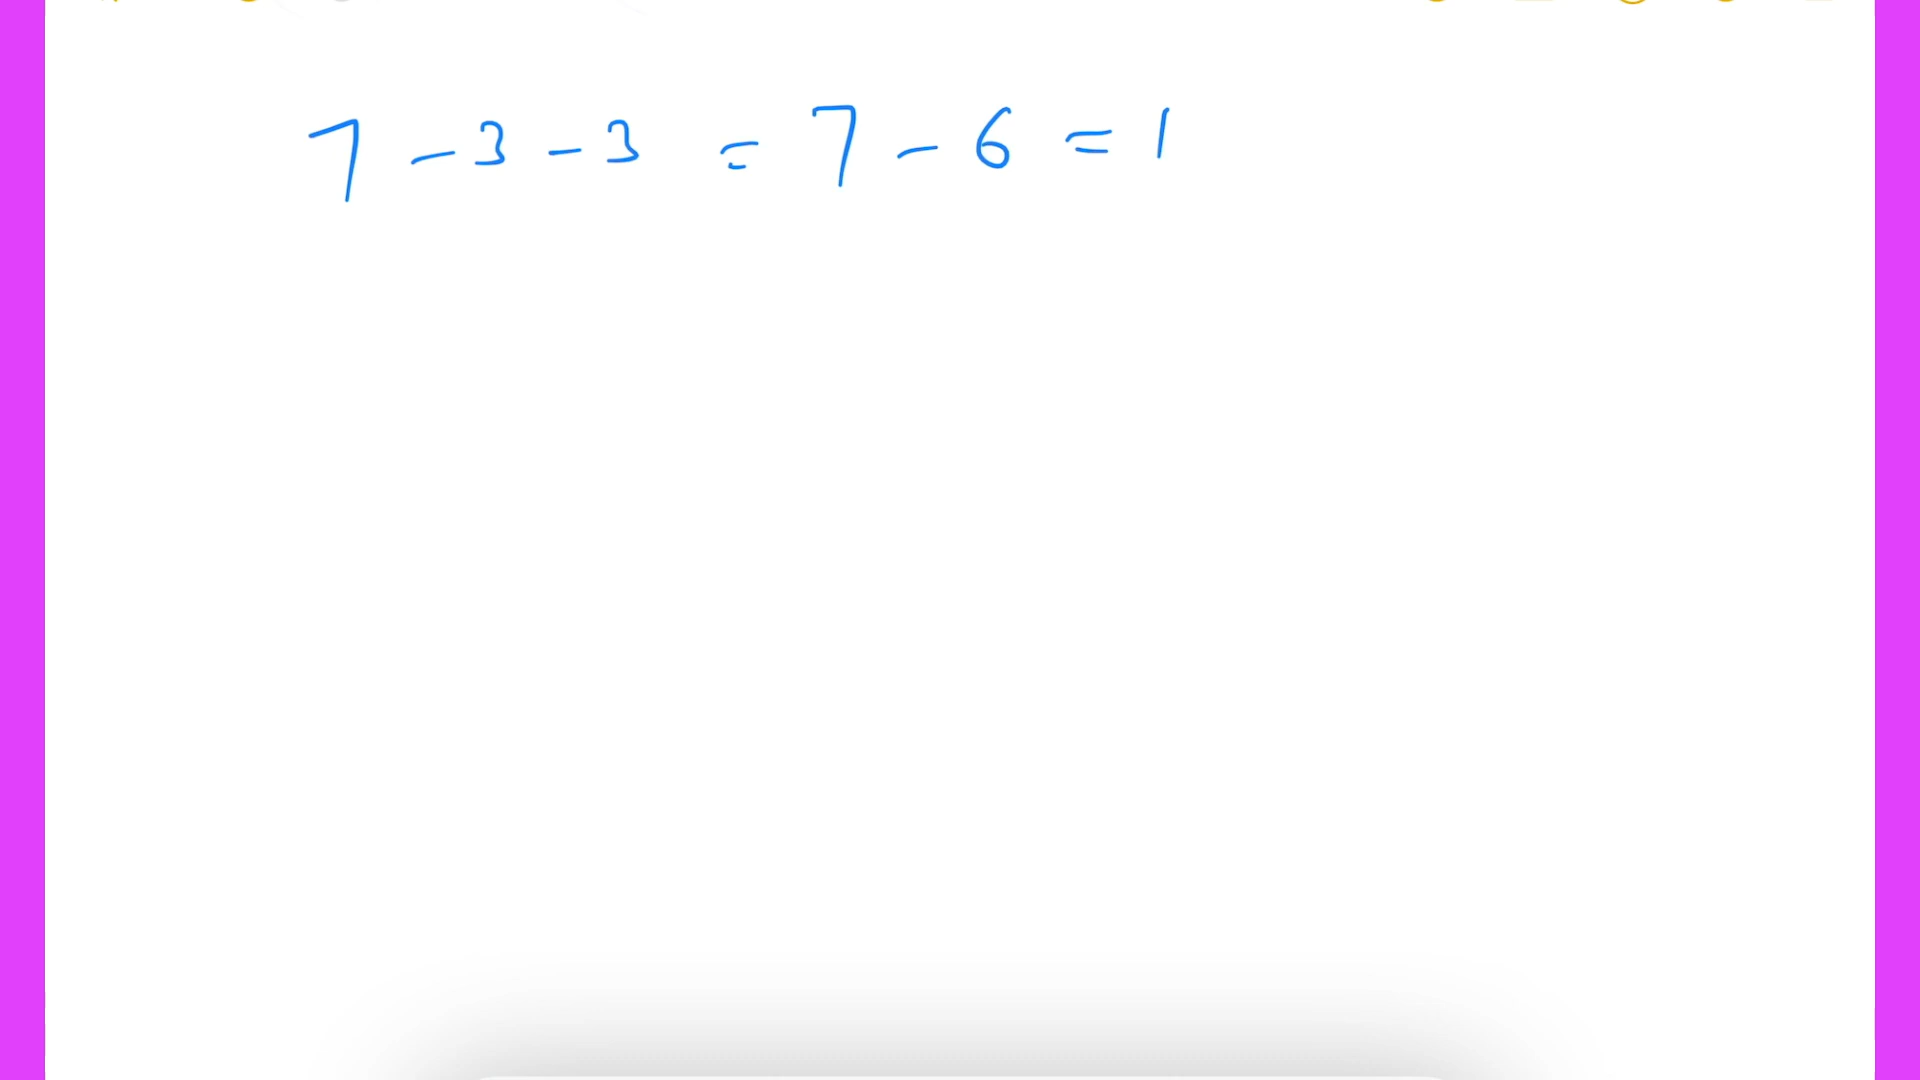 7 - 3 - 3 = 7 - 6 = 1